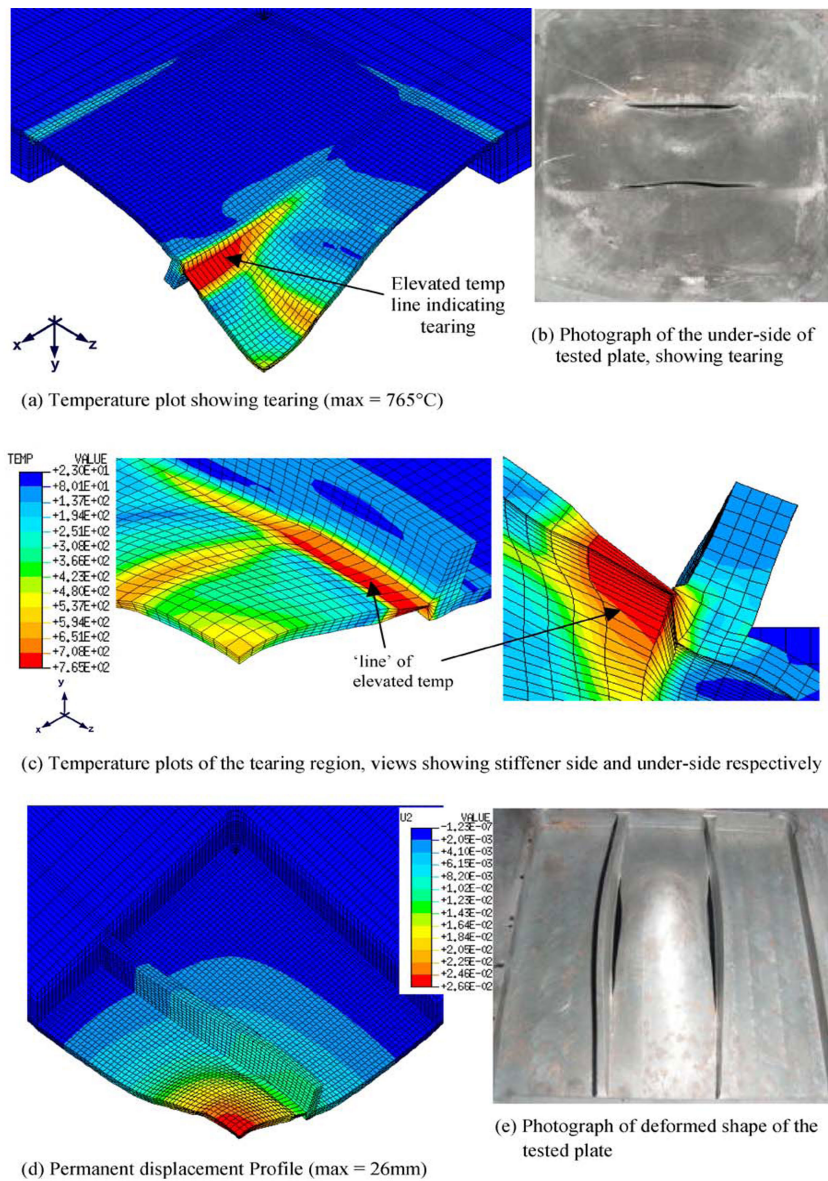 Elevated temp
line indicating
tearing
x
y
z
(a) Temperature plot showing tearing (max = 765°C)
(b) Photograph of the under-side of
tested plate, showing tearing
TEMP VALUE
+2.30E+01
+8.01E+01
+1.37E+02
+1.94E+02
+2.51E+02
+3.08E+02
+3.66E+02
+4.23E+02
+4.80E+02
+5.37E+02
+5.94E+02
+6.51E+02
+7.08E+02
+7.65E+02
y
x
z
'line' of
elevated temp
(c) Temperature plots of the tearing region, views showing stiffener side and under-side respectively
U2 VALUE
-1.23E-07
+2.05E-03
+4.10E-03
+6.15E-03
+8.20E-03
+1.02E-02
+1.23E-02
+1.43E-02
+1.64E-02
+1.84E-02
+2.05E-02
+2.25E-02
+2.46E-02
+2.66E-02
(d) Permanent displacement Profile (max = 26mm)
(e) Photograph of deformed shape of the
tested plate